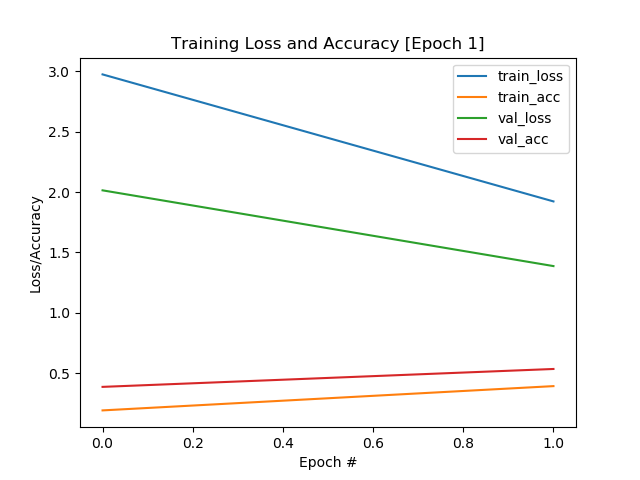 Training Loss and Accuracy [Epoch 1]
train_loss
train_acc
val_loss
val_acc
Loss/Accuracy
3.0
2.5
2.0
1.5
1.0
0.5
0.0 0.2 0.4 0.6 0.8 1.0
Epoch #